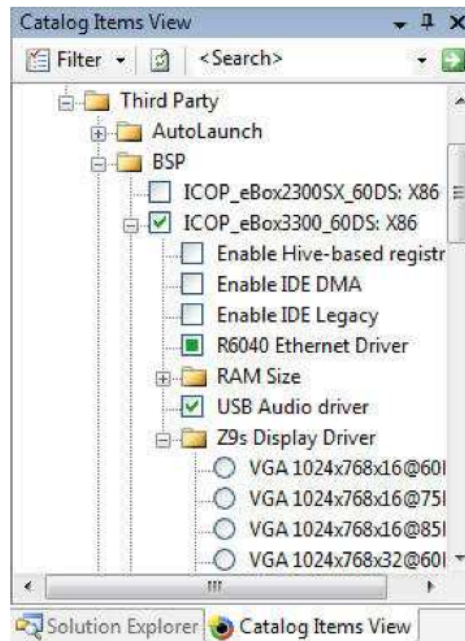 Catalog Items View
Filter <Search>
Third Party
AutoLaunch
BSP
ICOP_eBox2300SX_60DS: X86
ICOP_eBox3300_60DS: X86
Enable Hive-based registr
Enable IDE DMA
Enable IDE Legacy
R6040 Ethernet Driver
RAM Size
USB Audio driver
Z9s Display Driver
VGA 1024x768x16@60
VGA 1024x768x16@75
VGA 1024x768x16@85
VGA 1024x768x32@60
Solution Explorer Catalog Items View